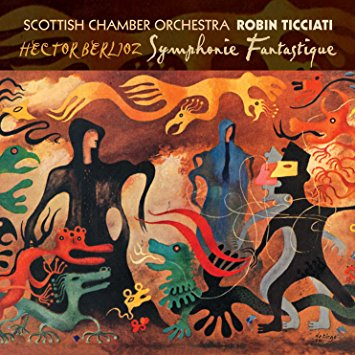 SCOTTISH CHAMBER ORCHESTRA ROBIN TICCIATI
HECTOR BERLIOZ Symphonie Fantastique